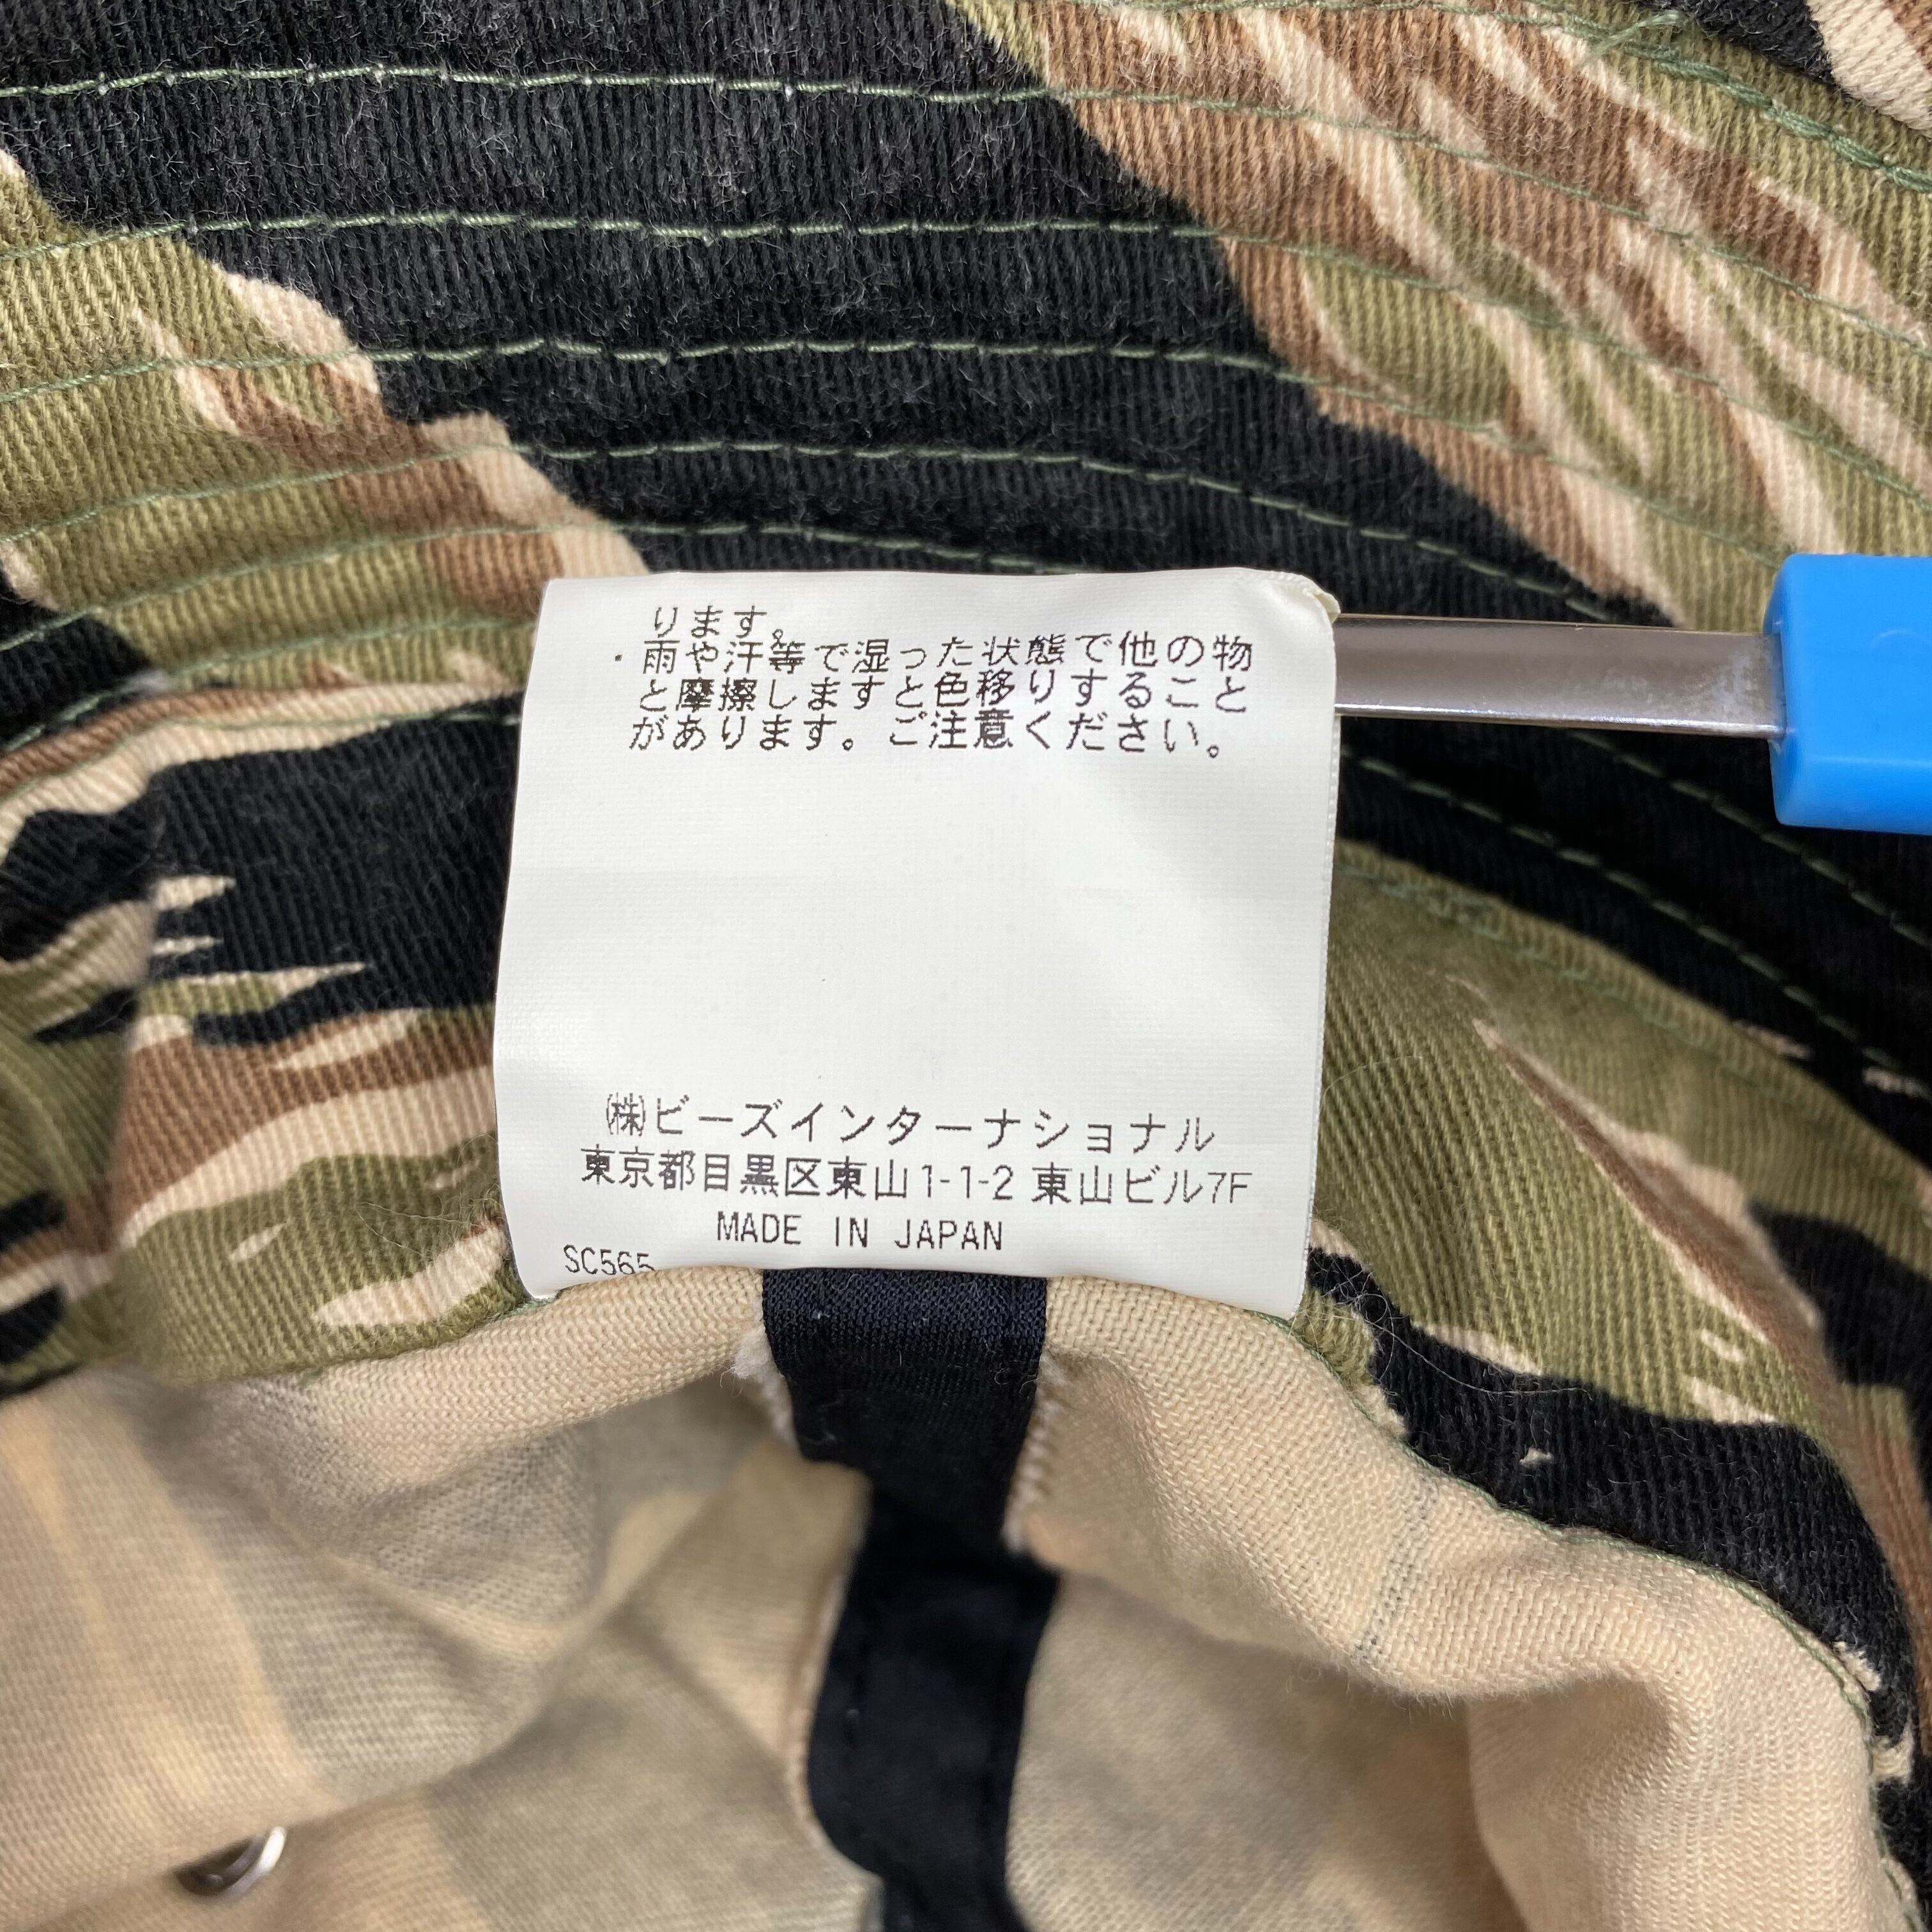 ります。
・雨や汗等で湿った状態で他の物
と摩擦しますと色移りすること
があります。ご注意ください。
㈱ビーズインターナショナル
東京都目黒区東山1-1-2 東山ビル7F
MADE IN JAPAN
SC565